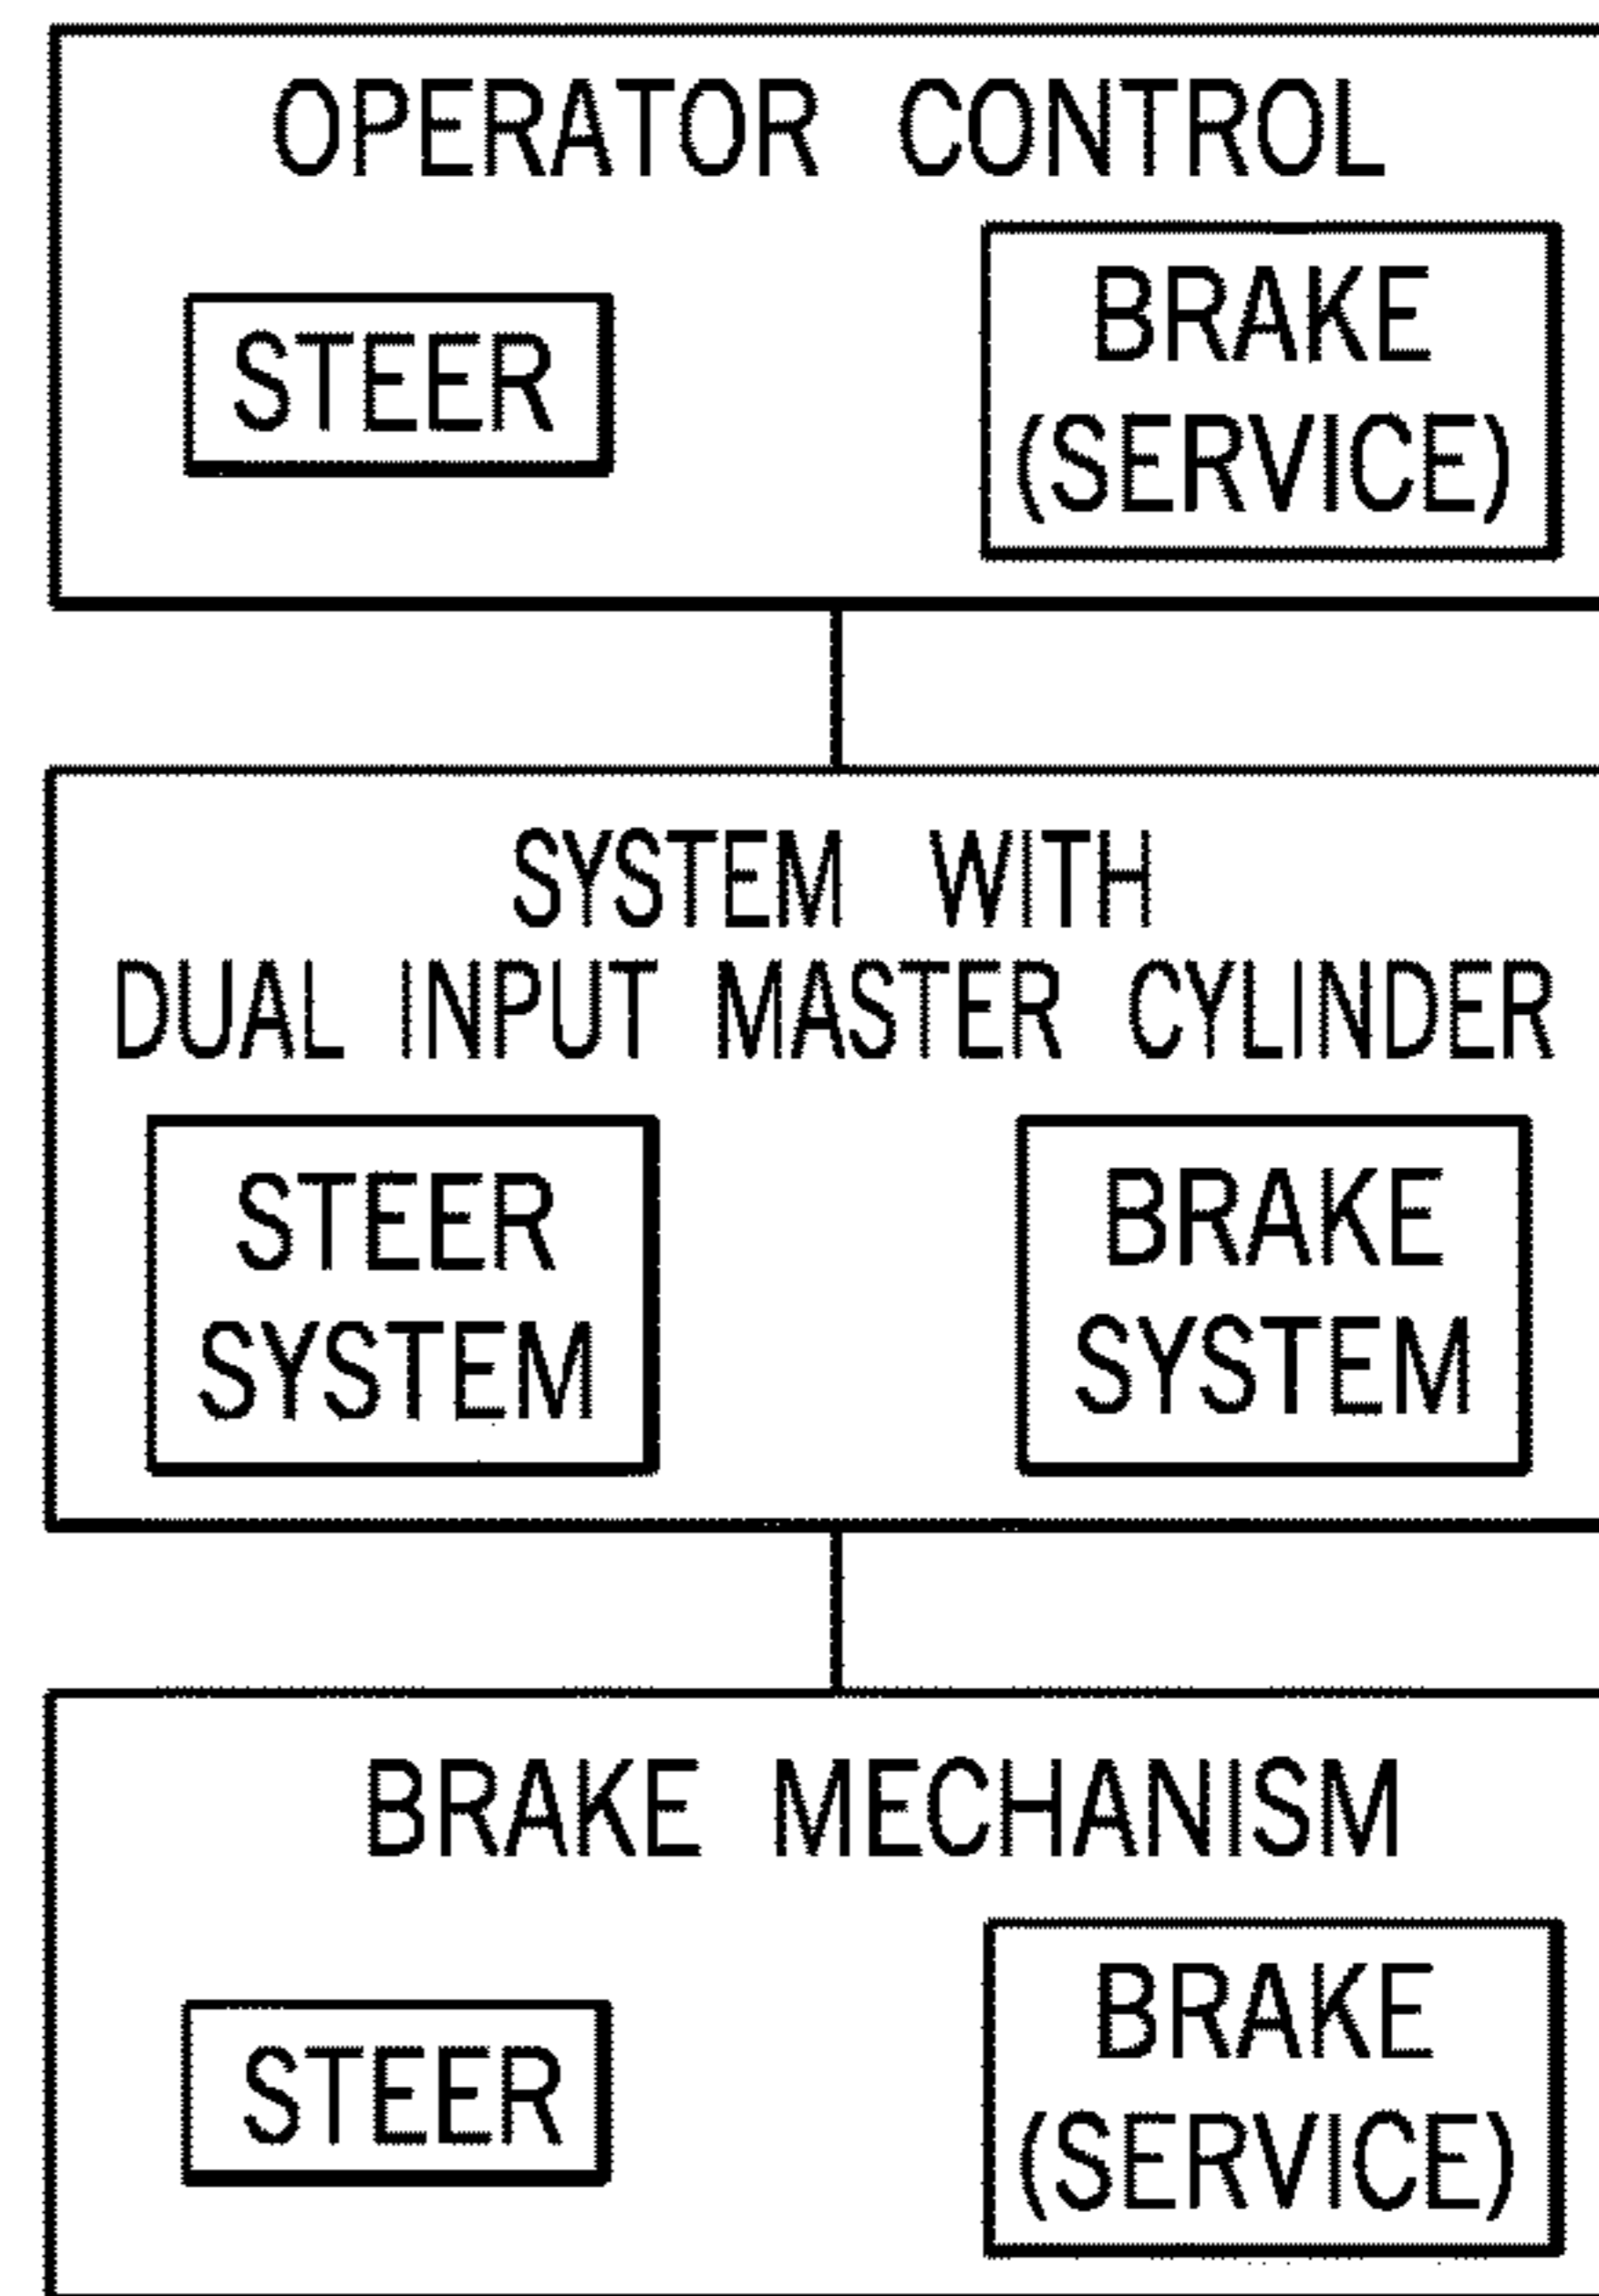 OPERATOR CONTROL
STEER
BRAKE
(SERVICE)
SYSTEM WITH
DUAL INPUT MASTER CYLINDER
STEER
SYSTEM
BRAKE
SYSTEM
BRAKE MECHANISM
STEER
BRAKE
(SERVICE)